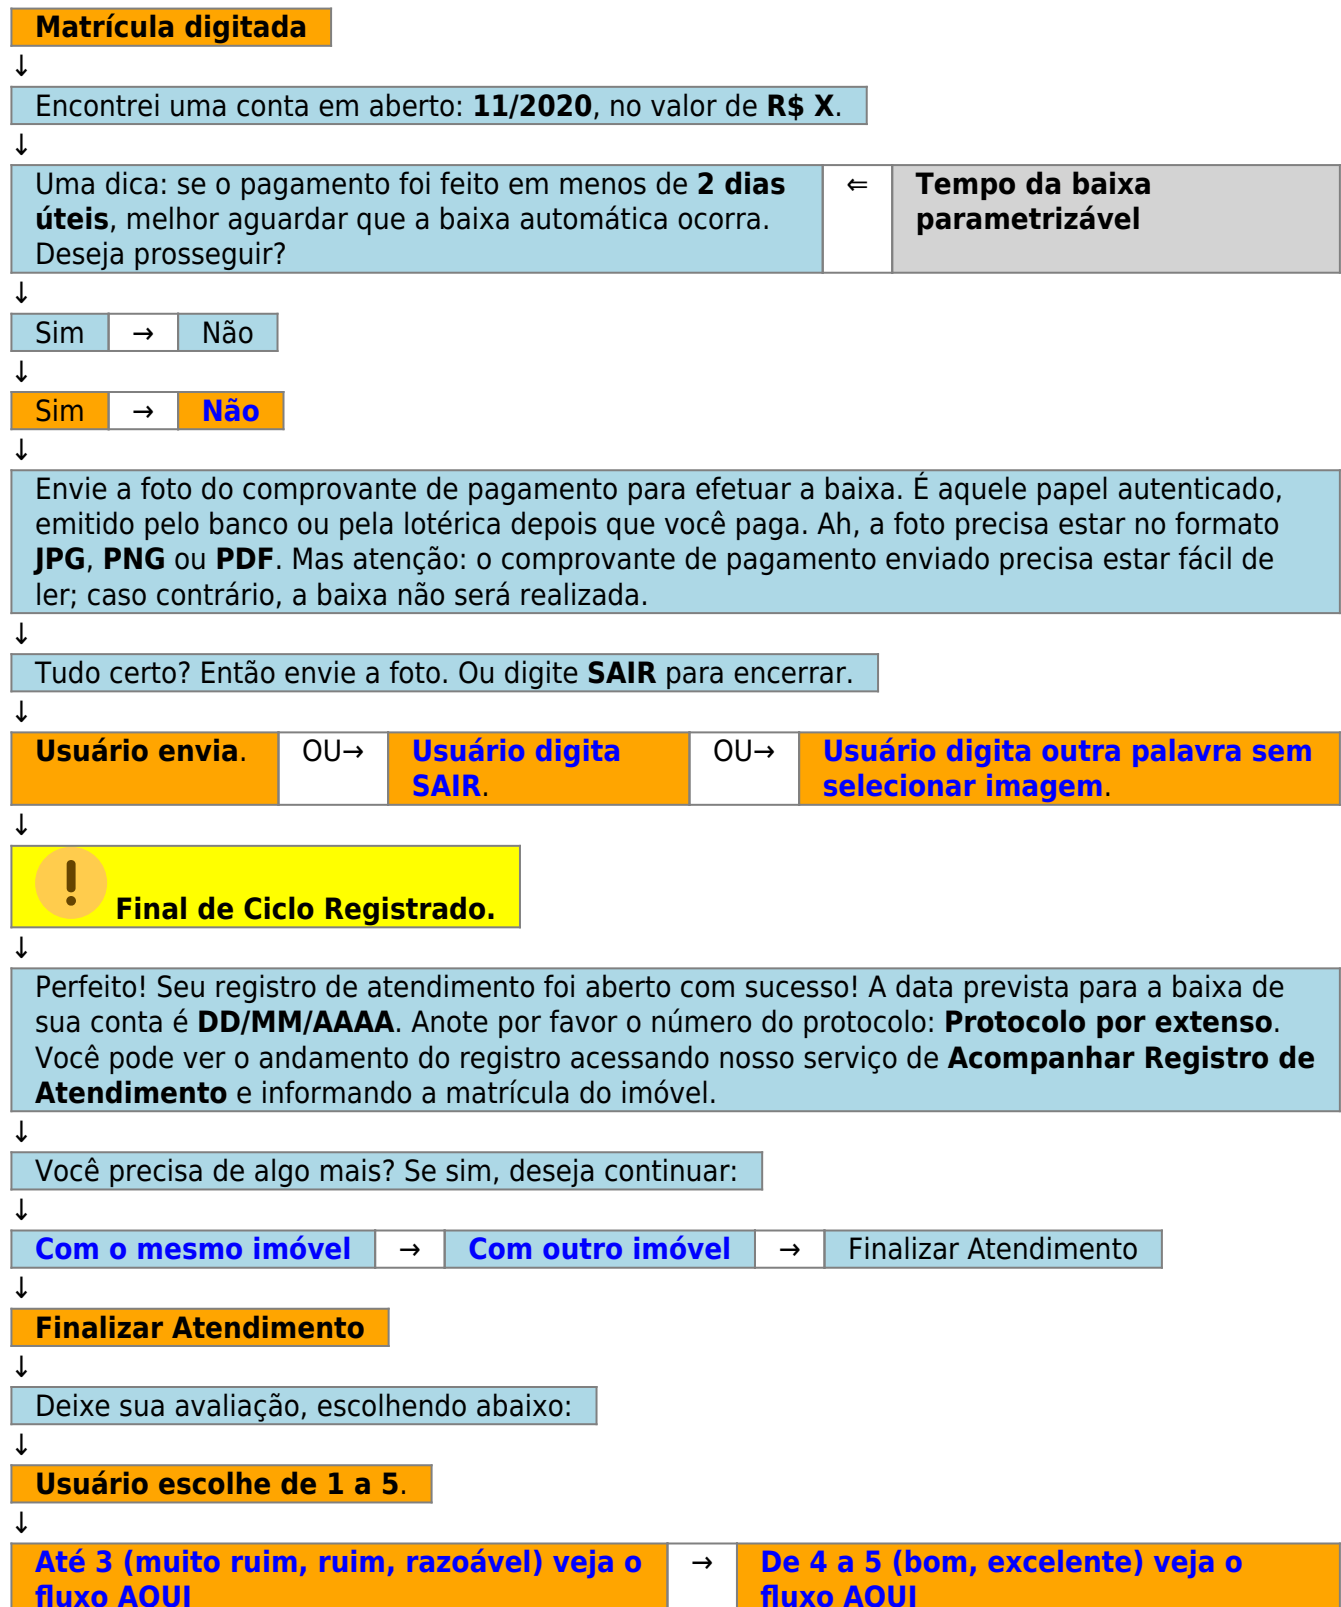 Matrícula digitada
↓
Encontrei uma conta em aberto: 11/2020, no valor de R$ X.
↓
Uma dica: se o pagamento foi feito em menos de 2 dias
úteis, melhor aguardar que a baixa automática ocorra.
Deseja prosseguir?
⇐
Tempo da baixa
parametrizável
↓
Sim → Não
↓
Sim → Não
↓
Envie a foto do comprovante de pagamento para efetuar a baixa. É aquele papel autenticado,
emitido pelo banco ou pela lotérica depois que você paga. Ah, a foto precisa estar no formato
JPG, PNG ou PDF. Mas atenção: o comprovante de pagamento enviado precisa estar fácil de
ler; caso contrário, a baixa não será realizada.
↓
Tudo certo? Então envie a foto. Ou digite SAIR para encerrar.
↓
Usuário envia.
OU→
Usuário digita
SAIR.
OU→
Usuário digita outra palavra sem
selecionar imagem.
↓
! Final de Ciclo Registrado.
↓
Perfeito! Seu registro de atendimento foi aberto com sucesso! A data prevista para a baixa de
sua conta é DD/MM/AAAA. Anote por favor o número do protocolo: Protocolo por extenso.
Você pode ver o andamento do registro acessando nosso serviço de Acompanhar Registro de
Atendimento e informando a matrícula do imóvel.
↓
Você precisa de algo mais? Se sim, deseja continuar:
↓
Com o mesmo imóvel → Com outro imóvel → Finalizar Atendimento
↓
Finalizar Atendimento
↓
Deixe sua avaliação, escolhendo abaixo:
↓
Usuário escolhe de 1 a 5.
↓
Até 3 (muito ruim, ruim, razoável) veja o
fluxo AQUI
→
De 4 a 5 (bom, excelente) veja o
fluxo AQUI